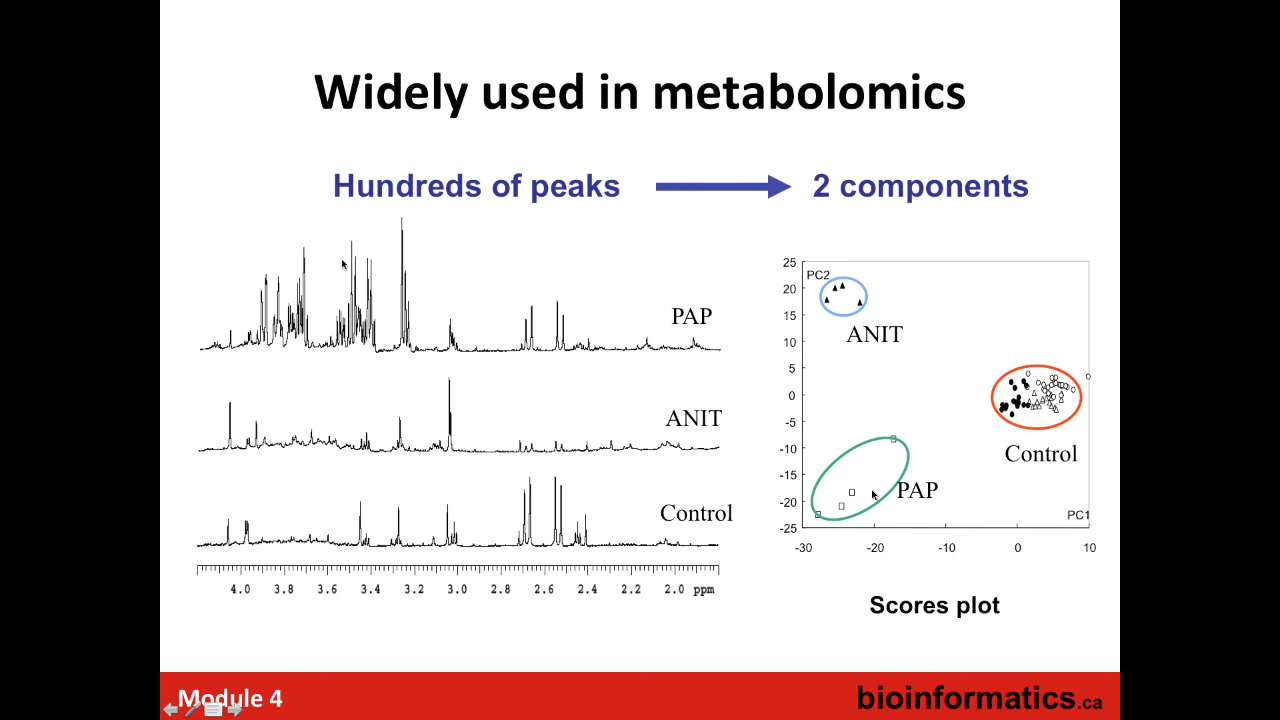 Widely used in metabolomics
Hundreds of peaks
2 components
PAP
ANIT
Control
4.0 3.8 3.6 3.4 3.2 3.0 2.8 2.6 2.4 2.2 2.0 ppm
25
PC2
20
15
ANIT
10
5
0
-5
-10
Control
-15
PAP
-20
PC1
-25
-30 -20 -10 0 10
Scores plot
Module 4
bioinformatics.ca